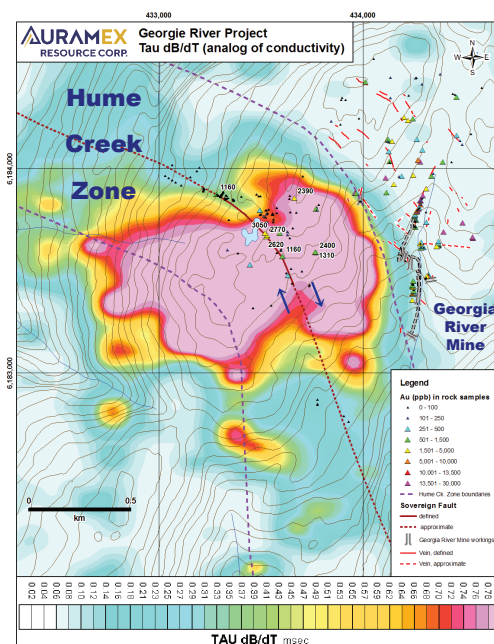 AURAMEX
RESOURCE CORP.
Georgie River Project
Tau dB/dT (analog of conductivity)
433,000
434,000
N
W
E
S
Hume
Creek
Zone
6,184,000
6,183,000
1160
2390
3050
2770
2620
1160
2400
1310
Georgia
River
Mine
Legend
Au (ppb) in rock samples
0 - 100
101 - 250
251 - 500
501 - 1,500
1,501 - 5,000
5,001 - 10,000
10,001 - 13,500
13,501 - 30,000
Hume Ck. Zone boundaries
Sovereign Fault
defined
approximate
Georgia River Mine workings
Vein, defined
Vein, approximate
0
0.5
km
0.02
0.04
0.06
0.08
0.10
0.12
0.14
0.16
0.19
0.21
0.23
0.25
0.27
0.29
0.31
0.33
0.35
0.37
0.39
0.41
0.43
0.45
0.47
0.49
0.51
0.53
0.56
0.58
0.60
0.62
0.64
0.66
0.68
0.70
0.72
0.74
0.76
0.78
TAU dB/dT msec